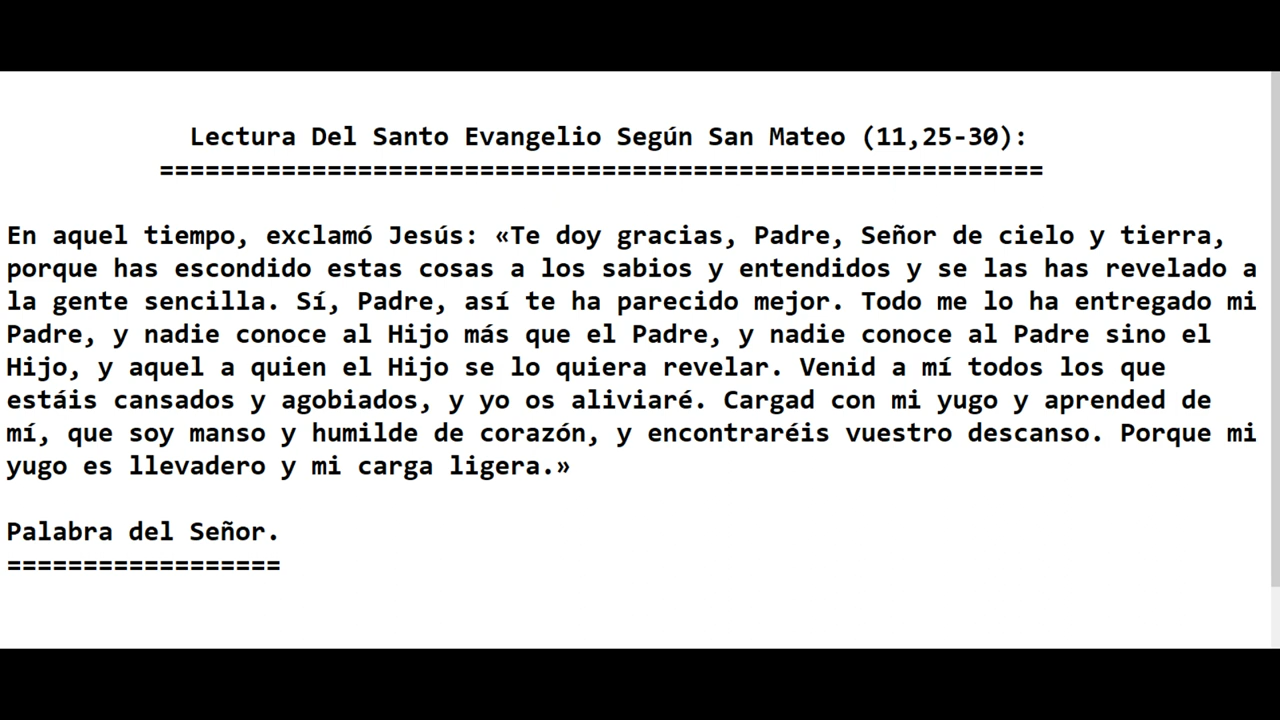 Lectura Del Santo Evangelio Según San Mateo (11,25-30):
==========================================================
En aquel tiempo, exclamó Jesús: «Te doy gracias, Padre, Señor de cielo y tierra,
porque has escondido estas cosas a los sabios y entendidos y se las has revelado a
la gente sencilla. Sí, Padre, así te ha parecido mejor. Todo me lo ha entregado mi
Padre, y nadie conoce al Hijo más que el Padre, y nadie conoce al Padre sino el
Hijo, y aquel a quien el Hijo se lo quiera revelar. Venid a mí todos los que
estáis cansados y agobiados, y yo os aliviaré. Cargad con mi yugo y aprended de
mí, que soy manso y humilde de corazón, y encontraréis vuestro descanso. Porque mi
yugo es llevadero y mi carga ligera.»
Palabra del Señor.
==================